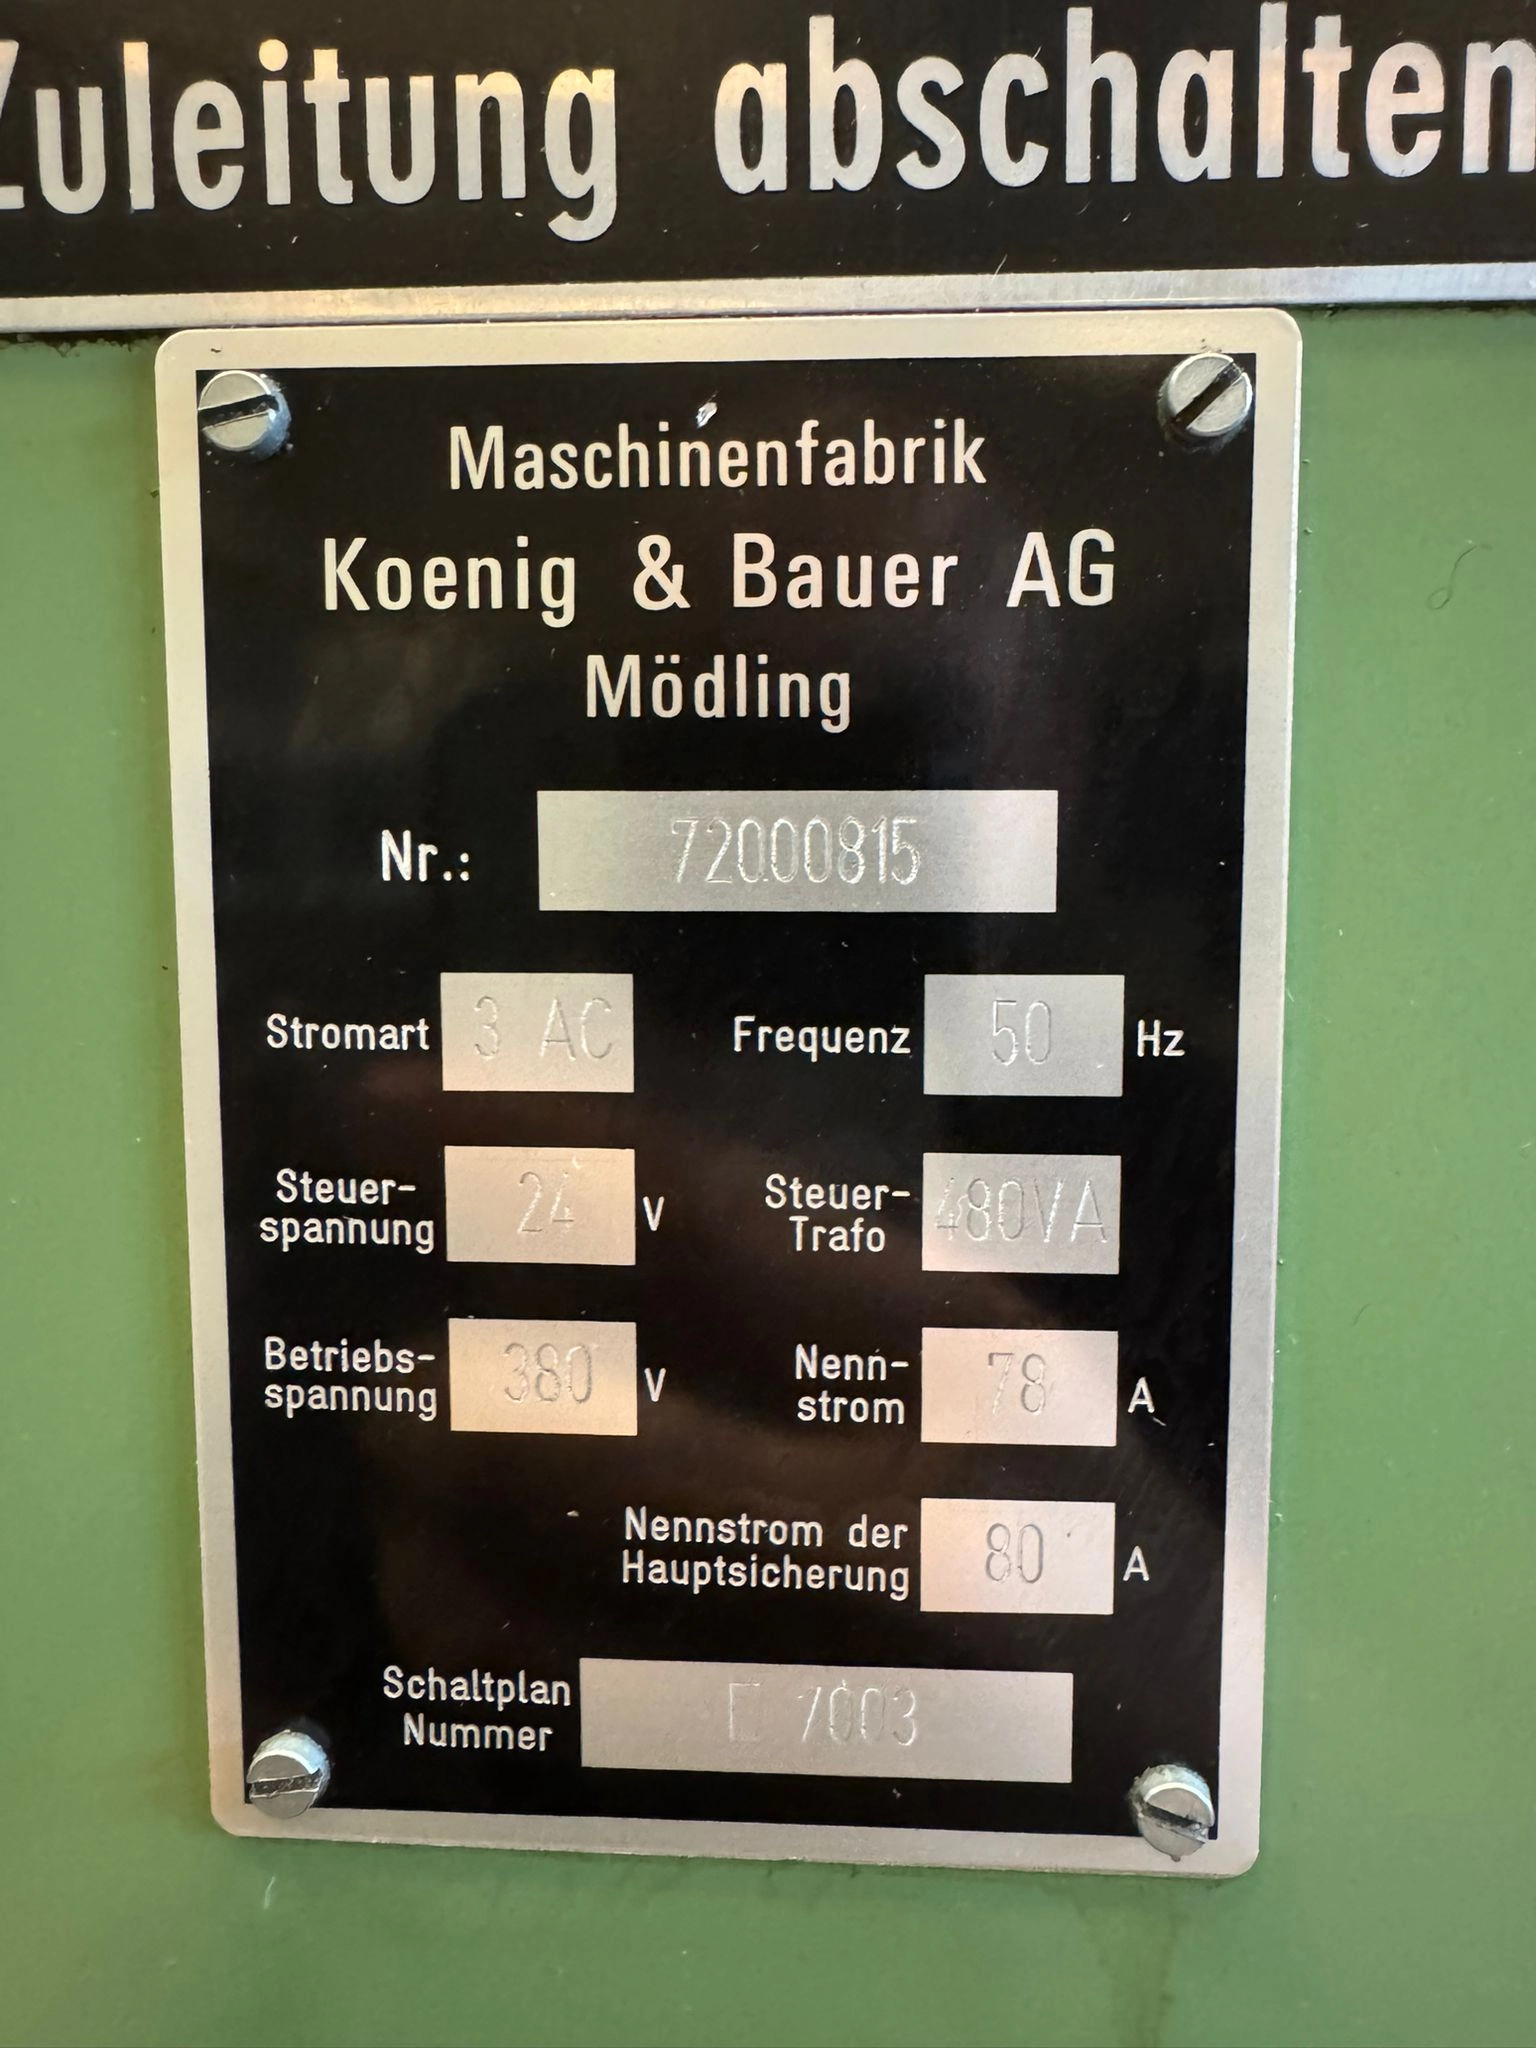 Zuleitung abschalten
Maschinenfabrik
Koenig & Bauer AG
Mödling
Nr.: 72000815
Stromart 3 AC Frequenz 50 Hz
Steuer-
spannung 24 V Steuer-
Trafo 480VA
Betriebs-
spannung 380 V Nenn-
strom 78 A
Nennstrom der
Hauptsicherung 80 A
Schaltplan
Nummer